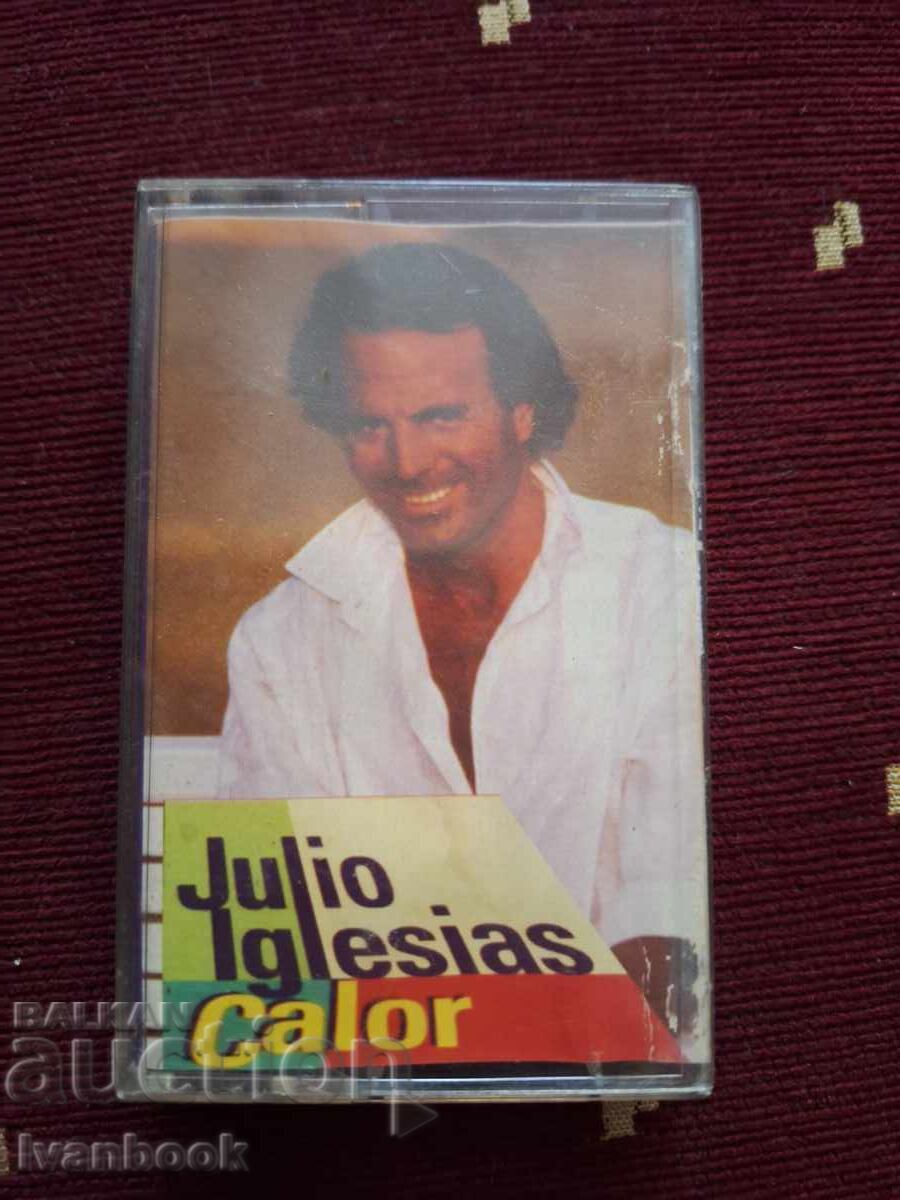 Julio
Iglesias
calor
BALKAN
auction
Ivanbook